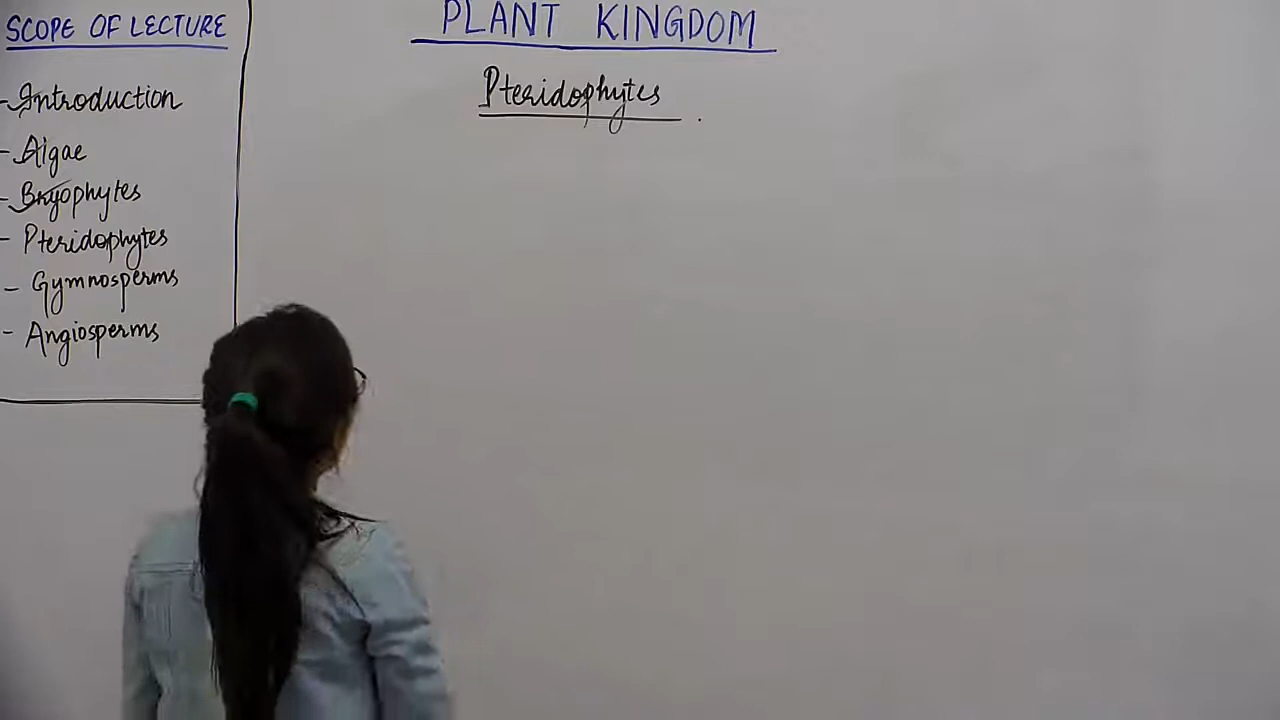 SCOPE OF LECTURE
- Introduction
- Algae
- Bryophytes
- Pteridophytes
- Gymnosperms
- Angiosperms
PLANT KINGDOM
Pteridophytes